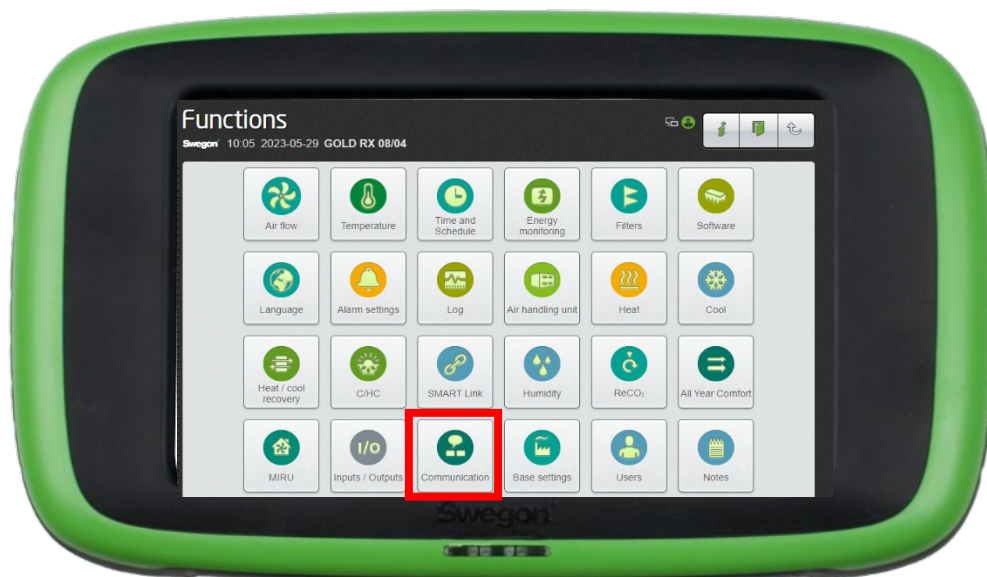 Functions
Swegon 10:05 2023-05-29 GOLD RX 08/04
i
Air flow
Temperature
Time and
Schedule
Energy
monitoring
Filters
Software
Language
Alarm settings
Log
Air handling unit
Heat
Cool
Heat / cool
recovery
C/HC
SMART Link
Humidity
ReCO₂
All Year Comfort
MIRU
I/O
Inputs / Outputs
Communication
Base settings
Users
Notes
Swegon